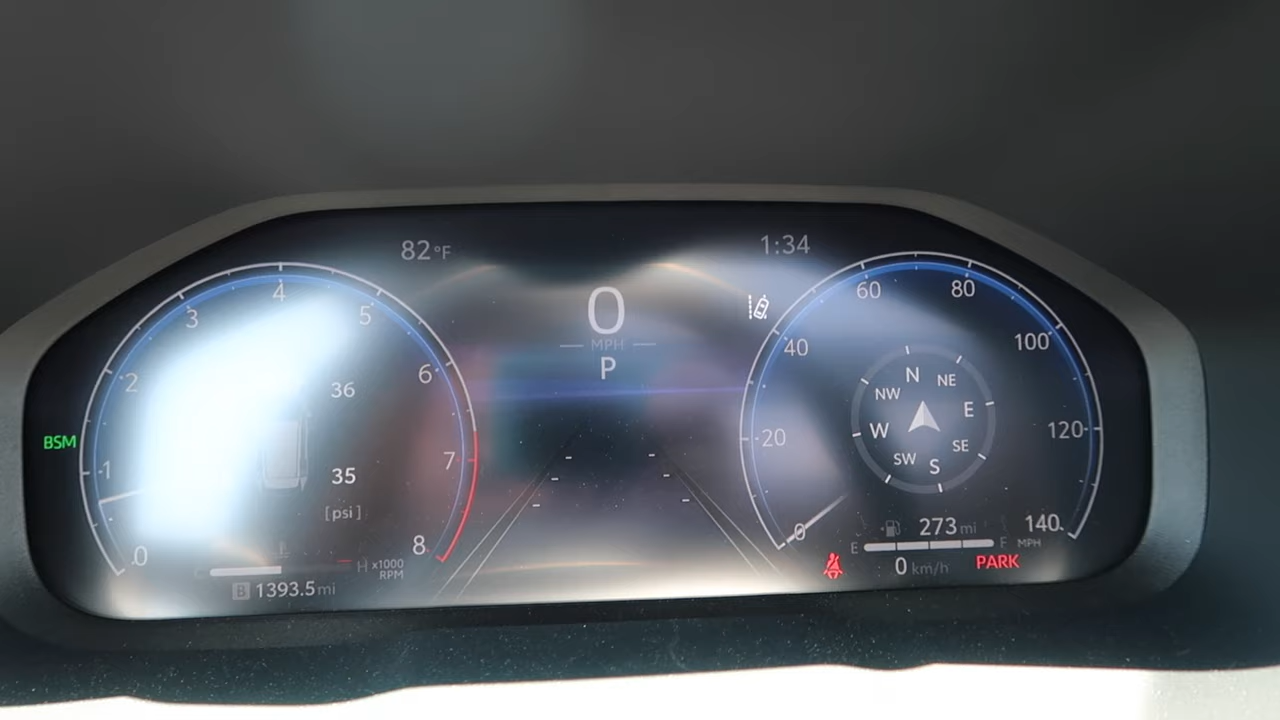 82°F
1:34
0
MPH
P
BSM
0
1
2
3
4
5
6
7
8
x1000
RPM
36
35
[psi]
H
B 1393.5 mi
0
20
40
60
80
100
120
140
MPH
N
NE
E
SE
S
SW
W
NW
273 mi
E
F
0 km/h
PARK